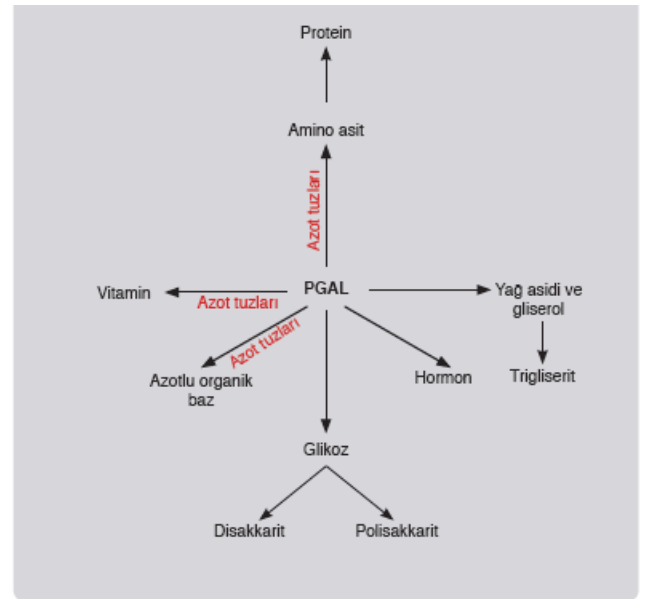 Protein
Amino asit
Azot tuzları
Vitamin
Azot tuzları
PGAL
Yağ asidi ve
gliserol
Azot tuzları
Azotlu organik
baz
Hormon
Trigliserit
Glikoz
Disakkarit
Polisakkarit